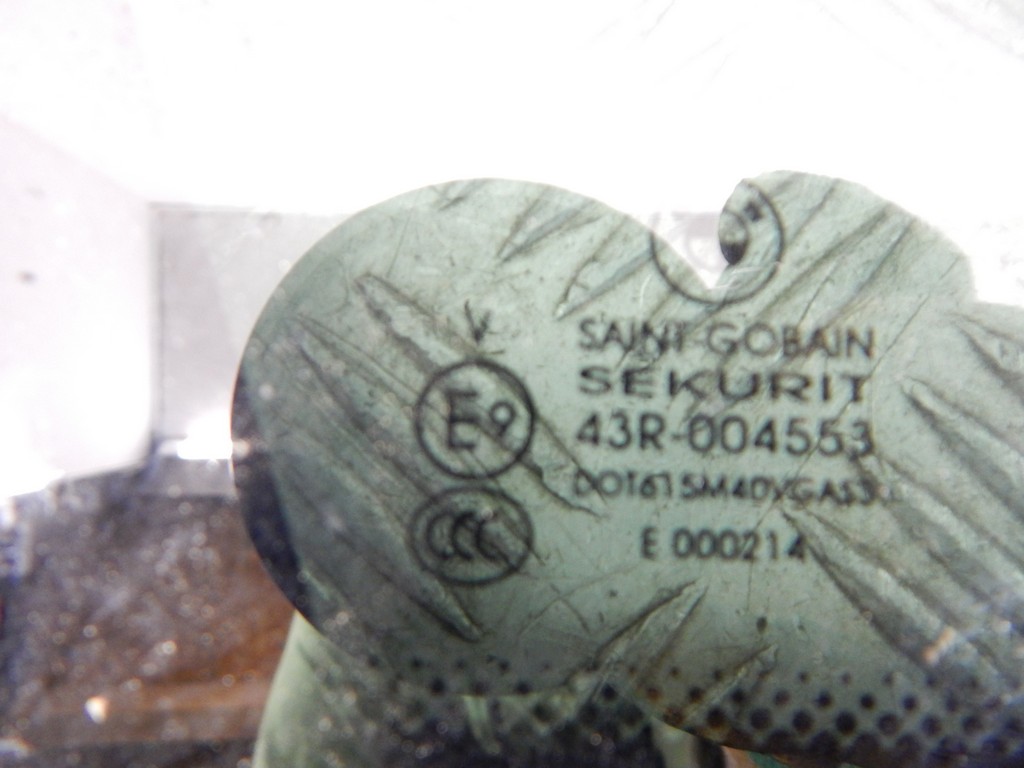 V
E9
CCC
SAINT-GOBAIN
SEKURIT
43R-004553
E 000214